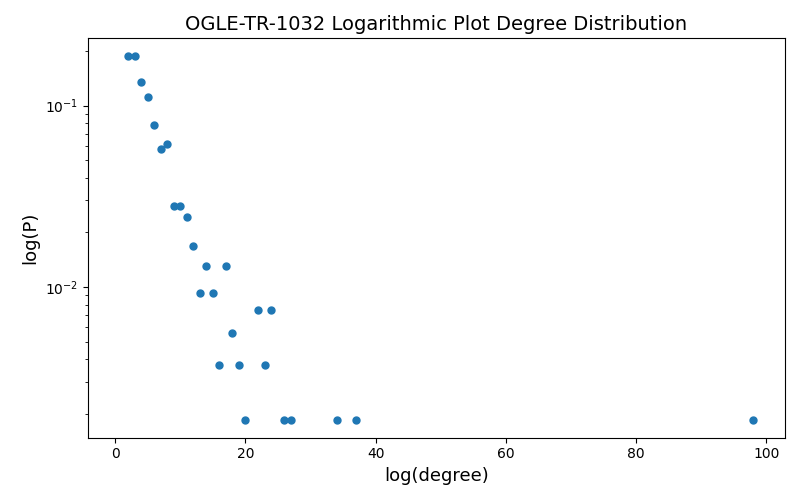 OGLE-TR-1032 Logarithmic Plot Degree Distribution
log(P)
10⁻¹
10⁻²
0 20 40 60 80 100
log(degree)